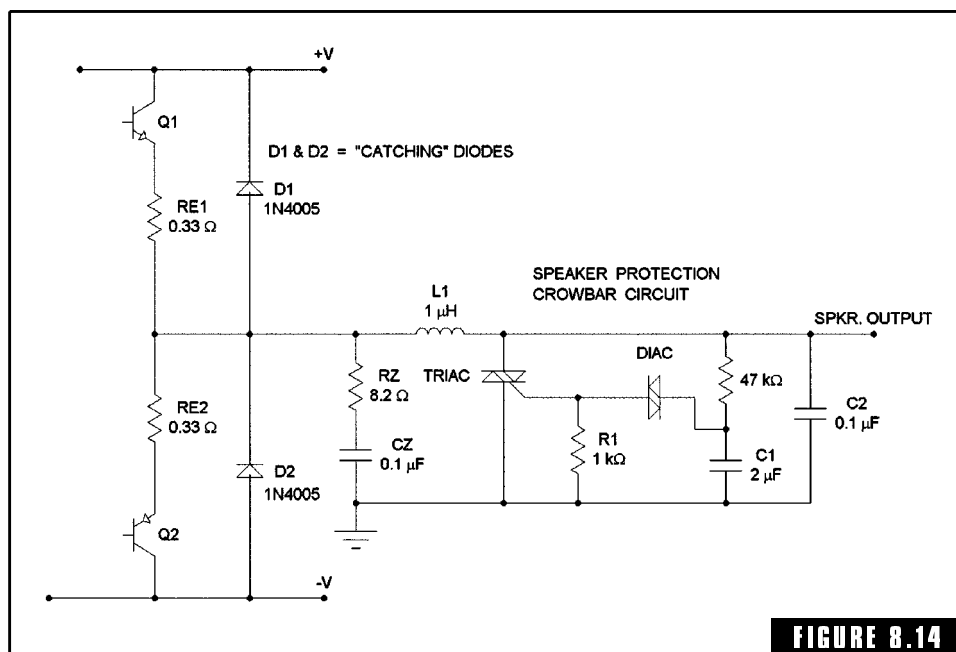 +V
Q1
D1 & D2 = "CATCHING" DIODES
D1
1N4005
RE1
0.33 Ω
SPEAKER PROTECTION
CROWBAR CIRCUIT
L1
1 μH
SPKR. OUTPUT
DIAC
TRIAC
RZ
8.2 Ω
47 kΩ
C2
0.1 μF
RE2
0.33 Ω
R1
1 kΩ
C1
2 μF
CZ
0.1 μF
D2
1N4005
Q2
-V
FIGURE 8.14